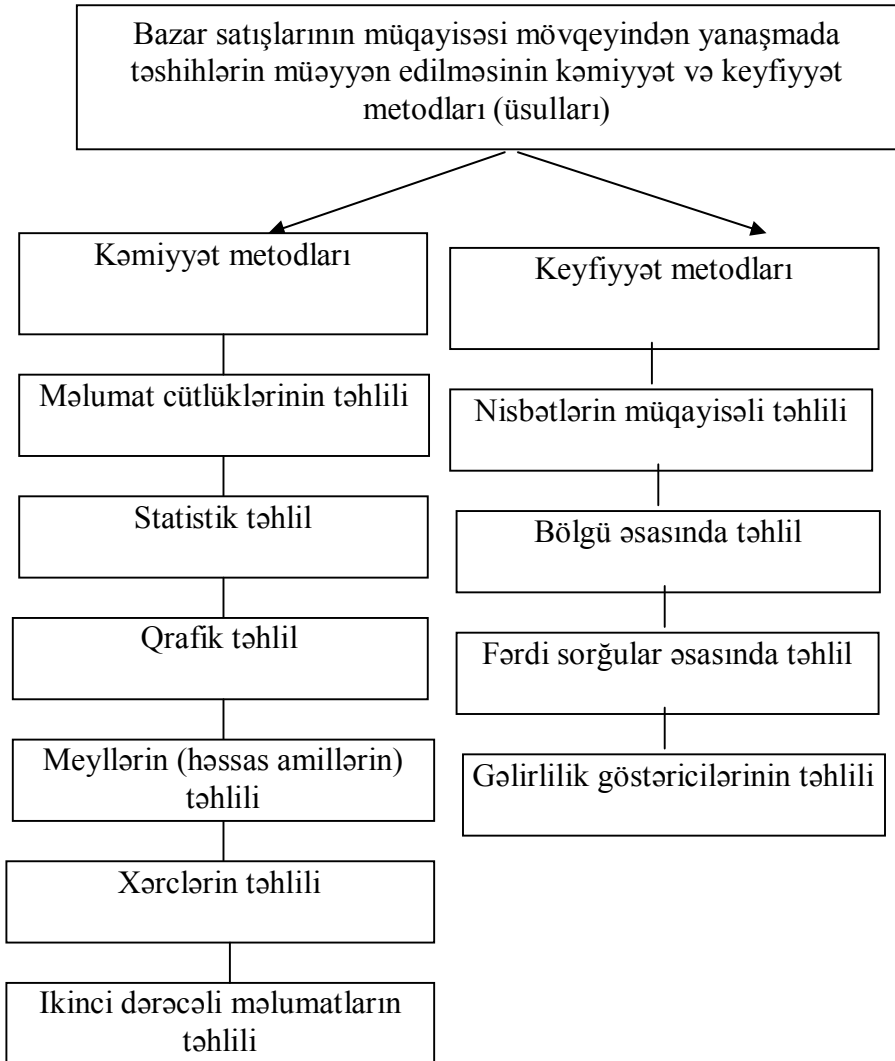 Bazar satışlarının müqayisəsi mövqeyindən yanaşmada
təshihlərin müəyyən edilməsinin kəmiyyət və keyfiyyət
metodları (üsulları)
Kəmiyyət metodları
Məlumat cütlüklərinin təhlili
Statistik təhlil
Qrafik təhlil
Meyllərin (həssas amillərin)
təhlili
Xərclərin təhlili
Ikinci dərəcəli məlumatların
təhlili
Keyfiyyət metodları
Nisbətlərin müqayisəli təhlili
Bölgü əsasında təhlil
Fərdi sorğular əsasında təhlil
Gəlirlilik göstəricilərinin təhlili